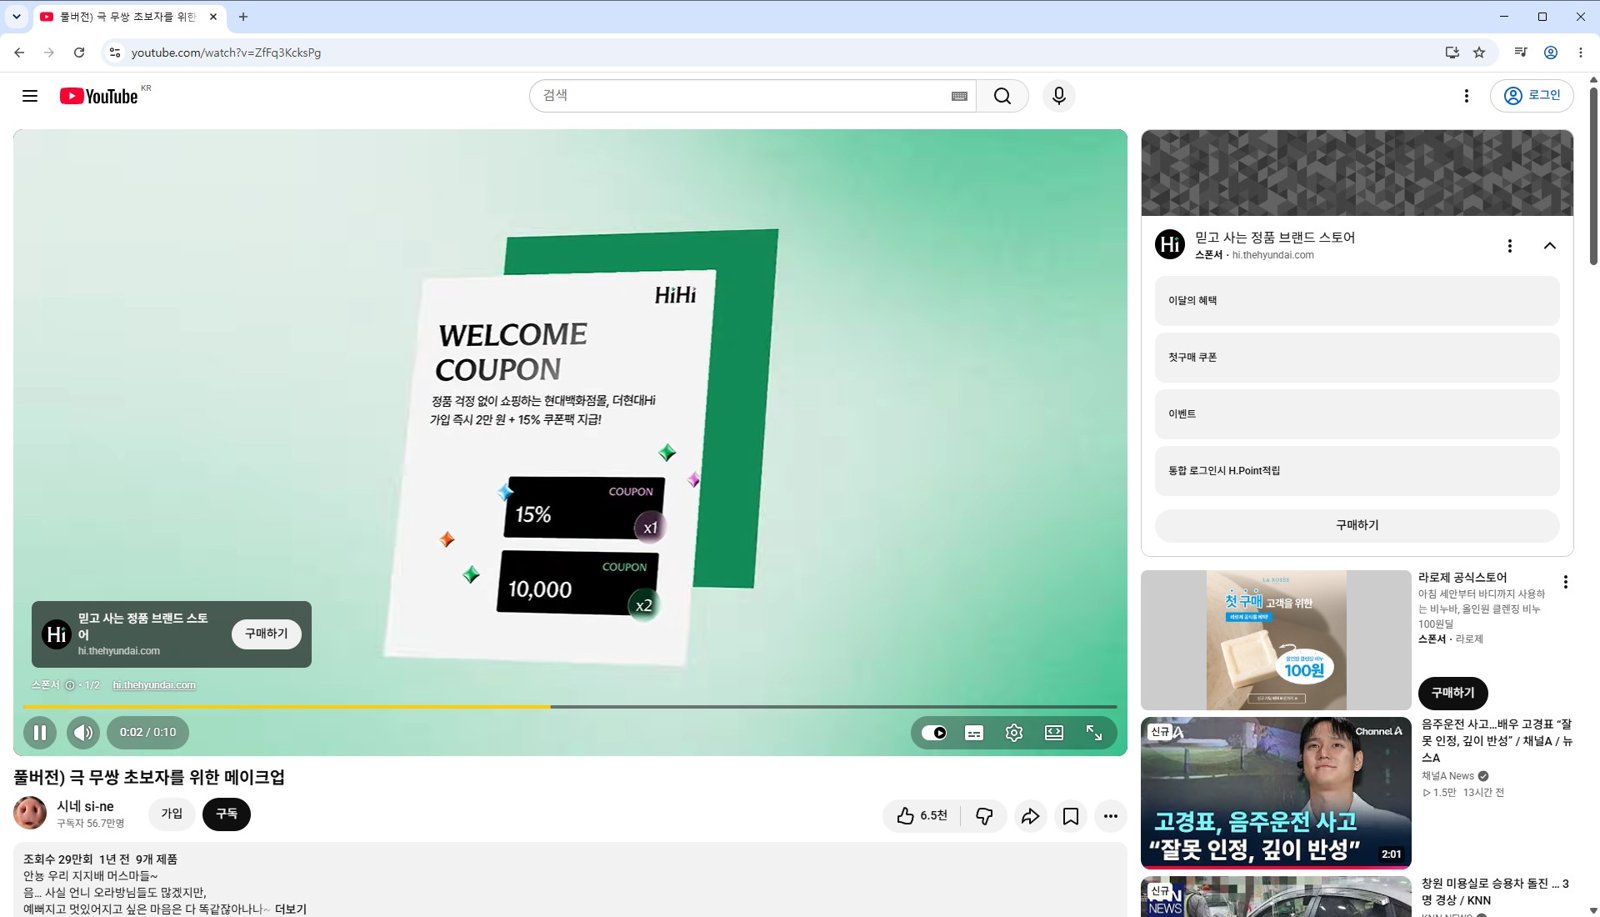 풀버전) 극 무쌍 초보자를 위한
youtube.com/watch?v=ZfFq3KcksPg
YouTube KR
검색
로그인
HiHi
WELCOME
COUPON
정품 걱정 없이 쇼핑하는 현대백화점몰, 더현대Hi
가입 즉시 2만 원 + 15% 쿠폰팩 지급!
COUPON
15%
x1
COUPON
10,000
x2
Hi
믿고 사는 정품 브랜드 스토
어
hi.thehyundai.com
구매하기
스폰서 · 1/2 hi.thehyundai.com
0:02 / 0:10
풀버전) 극 무쌍 초보자를 위한 메이크업
시네 si-ne
구독자 56.7만명
가입
구독
6.5천
조회수 29만회 1년 전 9개 제품
안뇽 우리 지지배 머스마들~
음... 사실 언니 오라방님들도 많겠지만,
예뻐지고 멋있어지고 싶은 마음은 다 똑같잖아나나~ 더보기
Hi
믿고 사는 정품 브랜드 스토어
스폰서 · hi.thehyundai.com
이달의 혜택
첫구매 쿠폰
이벤트
통합 로그인시 H.Point적립
구매하기
첫 구매 고객을 위한
100원
라로제 공식스토어
아침 세안부터 바디까지 사용하
는 비누바, 올인원 클렌징 비누
100원딜
스폰서 · 라로제
구매하기
신규
Channel A
고경표, 음주운전 사고
“잘못 인정, 깊이 반성”
2:01
음주운전 사고…배우 고경표 “잘
못 인정, 깊이 반성” / 채널A / 뉴
스A
채널A News
1.5만 13시간 전
신규
NEWS
창원 미용실로 승용차 돌진 … 3
명 경상 / KNN